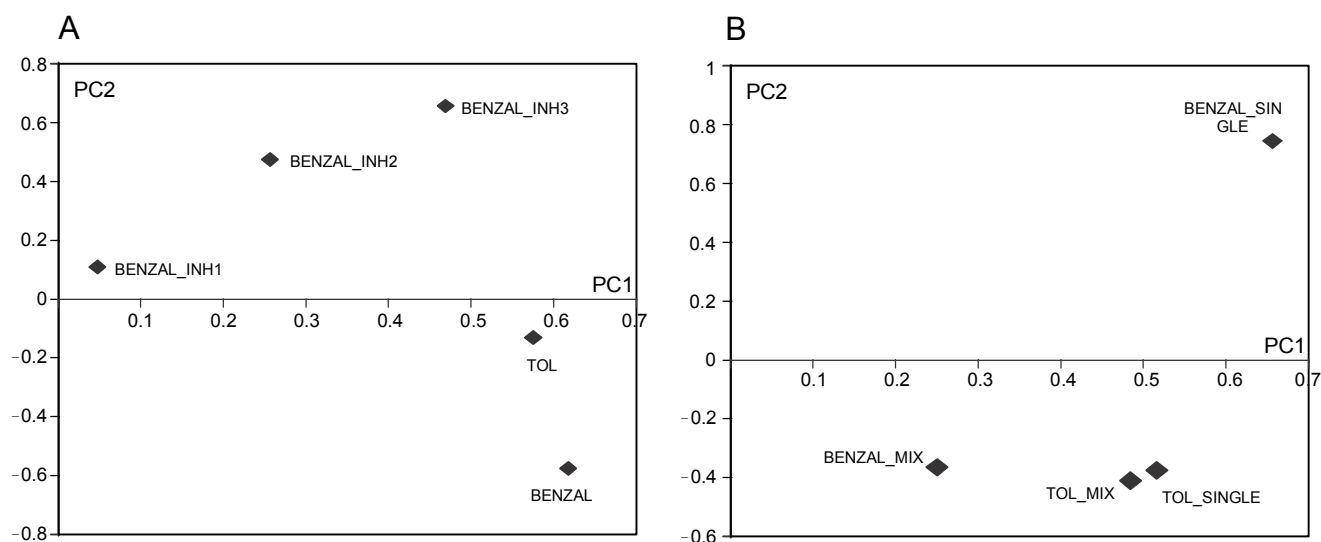 A
0.8
PC2
0.6
BENZAL_INH3
BENZAL_INH2
0.4
0.2
BENZAL_INH1
PC1
0
0.1
0.2
0.3
0.4
0.5
0.6
0.7
−0.2
TOL
−0.4
−0.6
BENZAL
−0.8
B
1
PC2
BENZAL_SIN
GLE
0.8
0.6
0.4
0.2
PC1
0
0.1
0.2
0.3
0.4
0.5
0.6
0.7
−0.2
BENZAL_MIX
−0.4
TOL_MIX
TOL_SINGLE
−0.6